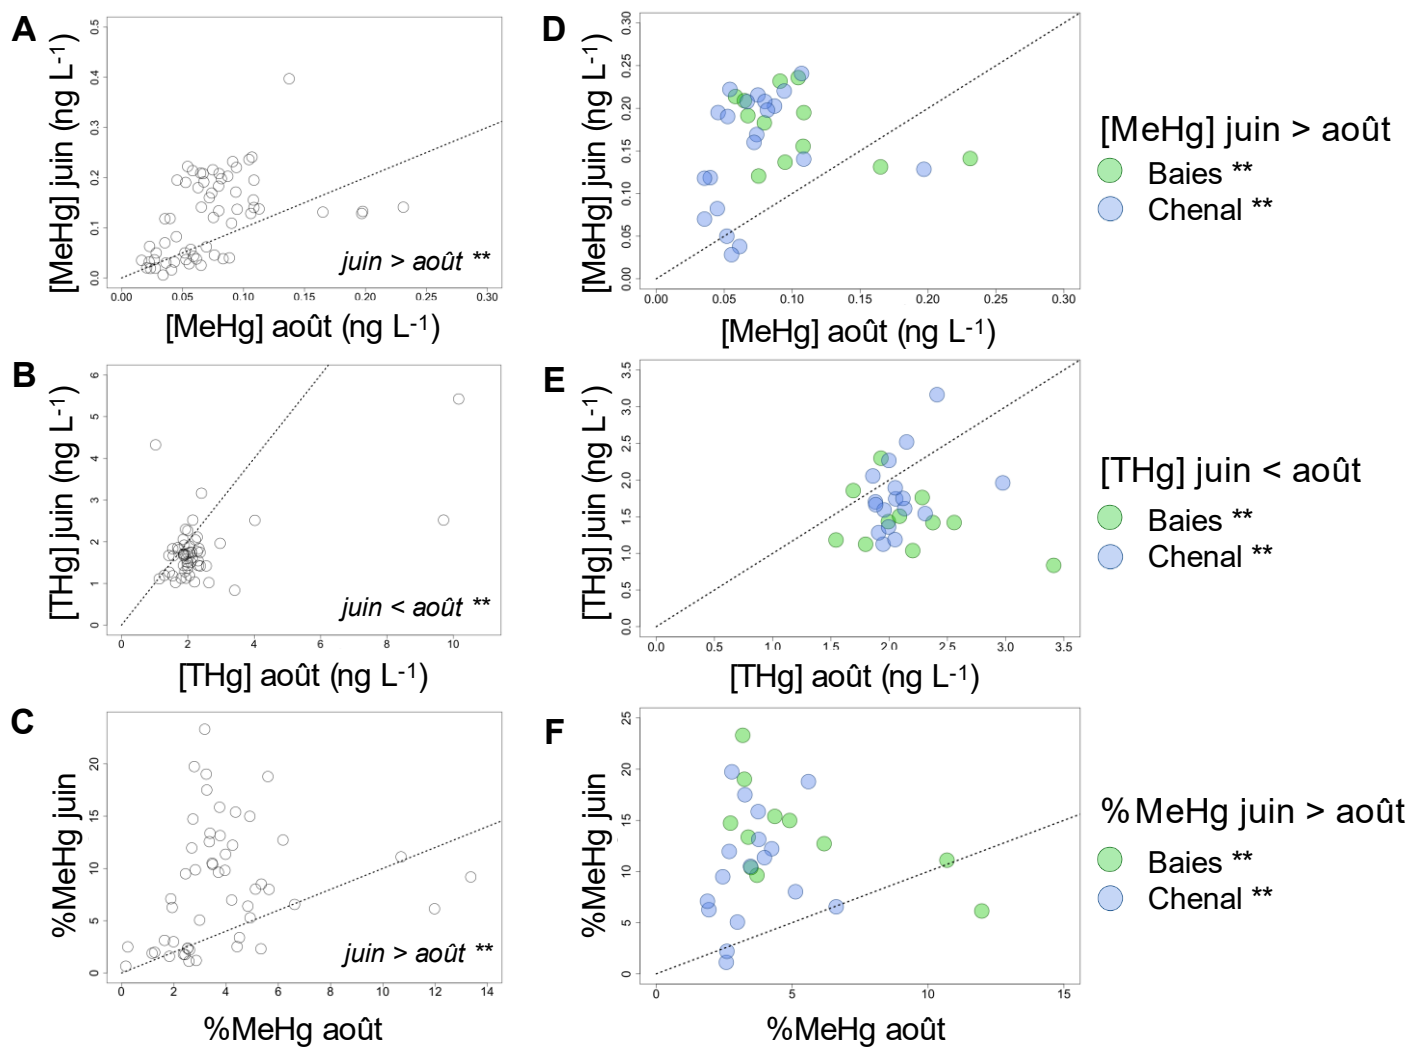 A
[MeHg] juin (ng L-1)
0.0 0.1 0.2 0.3 0.4 0.5
juin > août **
0.00 0.05 0.10 0.15 0.20 0.25 0.30
[MeHg] août (ng L-1)
D
[MeHg] juin (ng L-1)
0.00 0.05 0.10 0.15 0.20 0.25 0.30
0.00 0.05 0.10 0.15 0.20 0.25 0.30
[MeHg] août (ng L-1)
[MeHg] juin > août
Baies **
Chenal **
B
[THg] juin (ng L-1)
0 1 2 3 4 5 6
juin < août **
0 2 4 6 8 10
[THg] août (ng L-1)
E
[THg] juin (ng L-1)
0.0 0.5 1.0 1.5 2.0 2.5 3.0 3.5
0.0 0.5 1.0 1.5 2.0 2.5 3.0 3.5
[THg] août (ng L-1)
[THg] juin < août
Baies **
Chenal **
C
%MeHg juin
0 5 10 15 20
juin > août **
0 2 4 6 8 10 12 14
%MeHg août
F
%MeHg juin
0 5 10 15 20 25
0 5 10 15
%MeHg août
%MeHg juin > août
Baies **
Chenal **